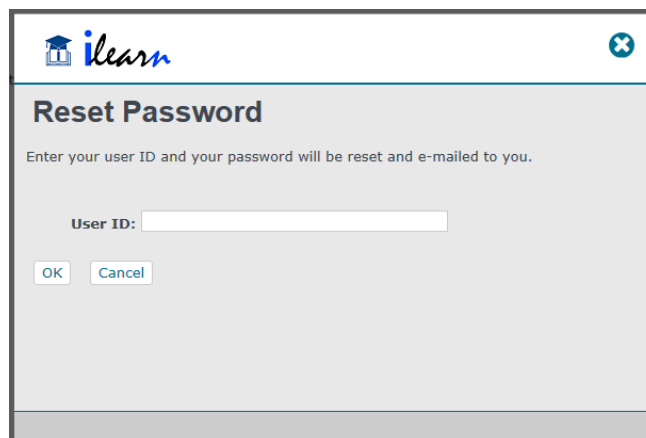 ilearn
Reset Password
Enter your user ID and your password will be reset and e-mailed to you.
User ID:
OK Cancel